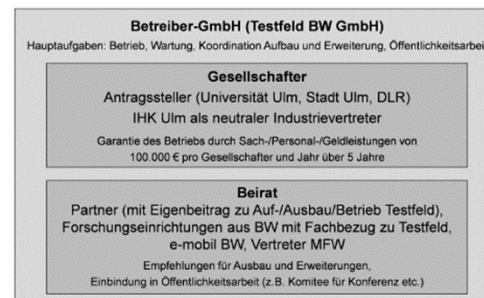 Betreiber-GmbH (Testfeld BW GmbH)
Hauptaufgaben: Betrieb, Wartung, Koordination Aufbau und Erweiterung, Öffentlichkeitsarbei
Gesellschafter
Antragssteller (Universität Ulm, Stadt Ulm, DLR)
IHK Ulm als neutraler Industrievertreter
Garantie des Betriebs durch Sach-/Personal-/Geldleistungen von
100.000 € pro Gesellschafter und Jahr über 5 Jahre
Beirat
Partner (mit Eigenbeitrag zu Auf-/Ausbau/Betrieb Testfeld),
Forschungseinrichtungen aus BW mit Fachbezug zu Testfeld,
e-mobil BW, Vertreter MFW
Empfehlungen für Ausbau und Erweiterungen,
Einbindung in Öffentlichkeitsarbeit (z.B. Komitee für Konferenz etc.)